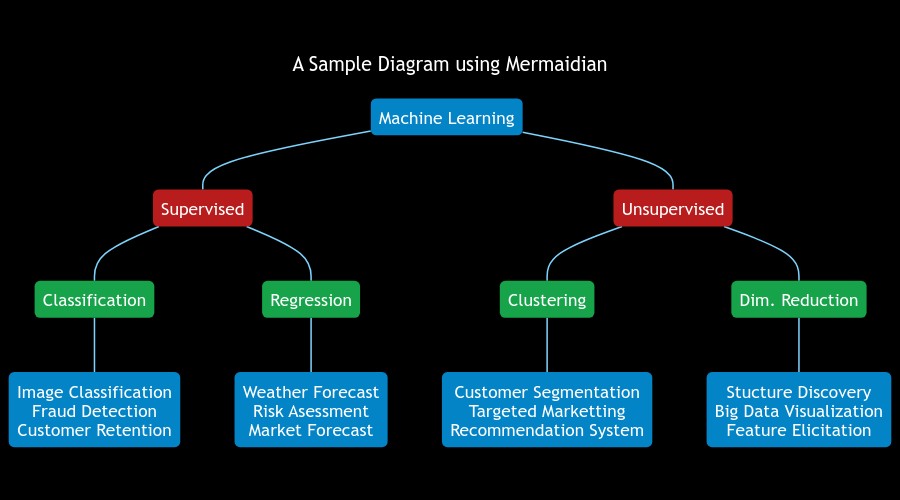 A Sample Diagram using Mermaidian
Machine Learning
Supervised
Unsupervised
Classification
Regression
Clustering
Dim. Reduction
Image Classification
Fraud Detection
Customer Retention
Weather Forecast
Risk Asessment
Market Forecast
Customer Segmentation
Targeted Marketting
Recommendation System
Stucture Discovery
Big Data Visualization
Feature Elicitation